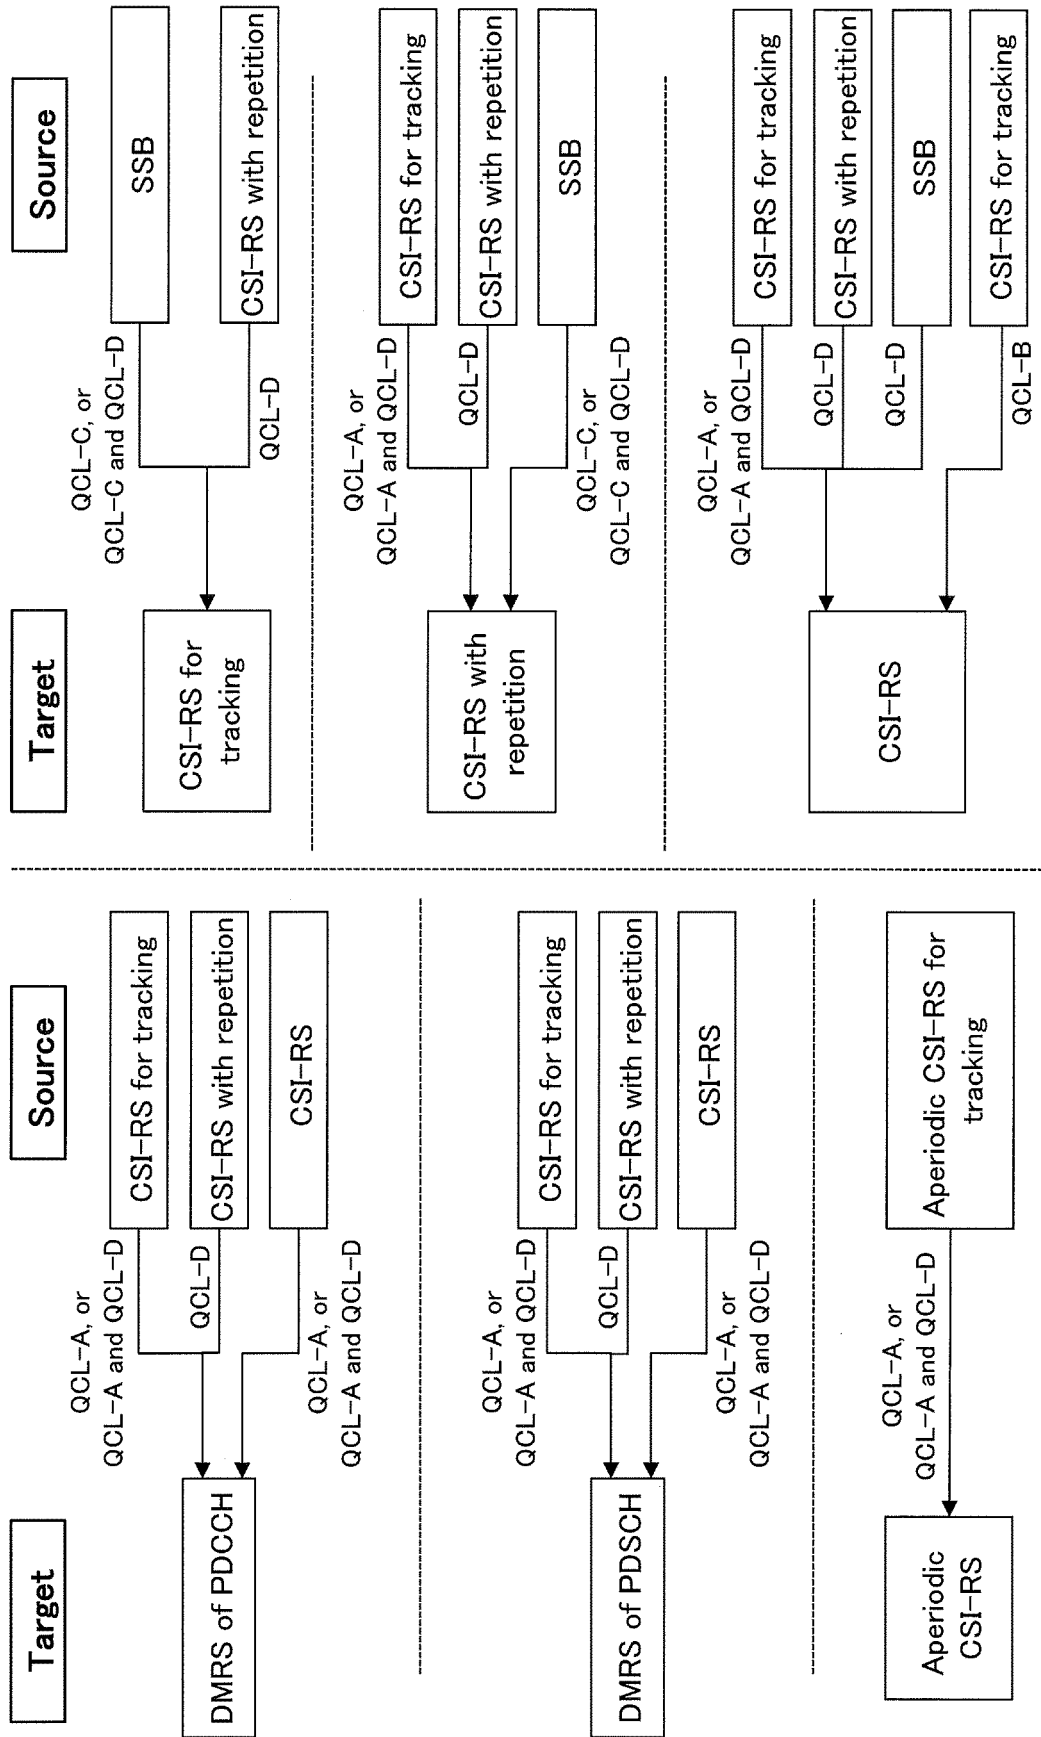 Target
Source
DMRS of PDCCH
QCL-A, or
QCL-A and QCL-D
CSI-RS for tracking
QCL-D
CSI-RS with repetition
QCL-A, or
QCL-A and QCL-D
CSI-RS
DMRS of PDSCH
QCL-A, or
QCL-A and QCL-D
CSI-RS for tracking
QCL-D
CSI-RS with repetition
QCL-A, or
QCL-A and QCL-D
CSI-RS
Aperiodic
CSI-RS
QCL-A, or
QCL-A and QCL-D
Aperiodic CSI-RS for
tracking
Target
Source
CSI-RS for
tracking
QCL-C, or
QCL-C and QCL-D
SSB
QCL-D
CSI-RS with repetition
CSI-RS with
repetition
QCL-A, or
QCL-A and QCL-D
CSI-RS for tracking
QCL-D
CSI-RS with repetition
QCL-C, or
QCL-C and QCL-D
SSB
CSI-RS
QCL-A, or
QCL-A and QCL-D
CSI-RS for tracking
QCL-D
CSI-RS with repetition
QCL-D
SSB
QCL-B
CSI-RS for tracking